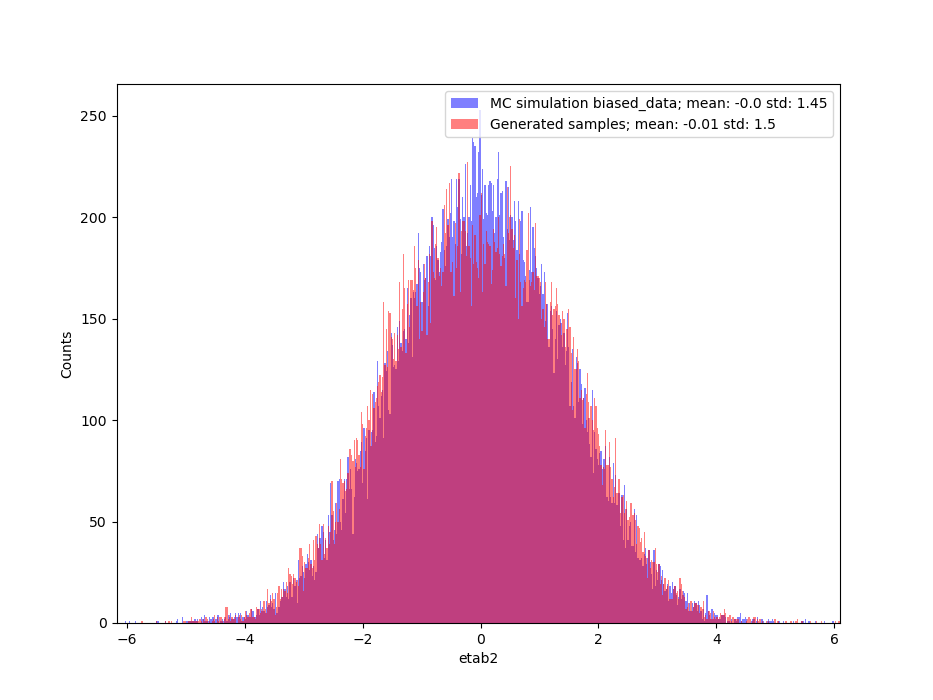 MC simulation biased_data; mean: -0.0 std: 1.45
Generated samples; mean: -0.01 std: 1.5
250
200
150
100
50
0
Counts
−6 −4 −2 0 2 4 6
etab2